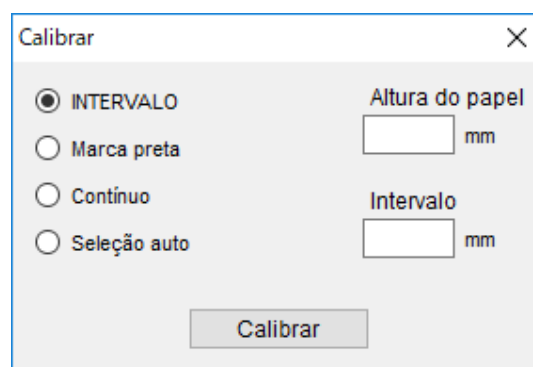 Calibrar
INTERVALO
Marca preta
Contínuo
Seleção auto
Altura do papel
mm
Intervalo
mm
Calibrar